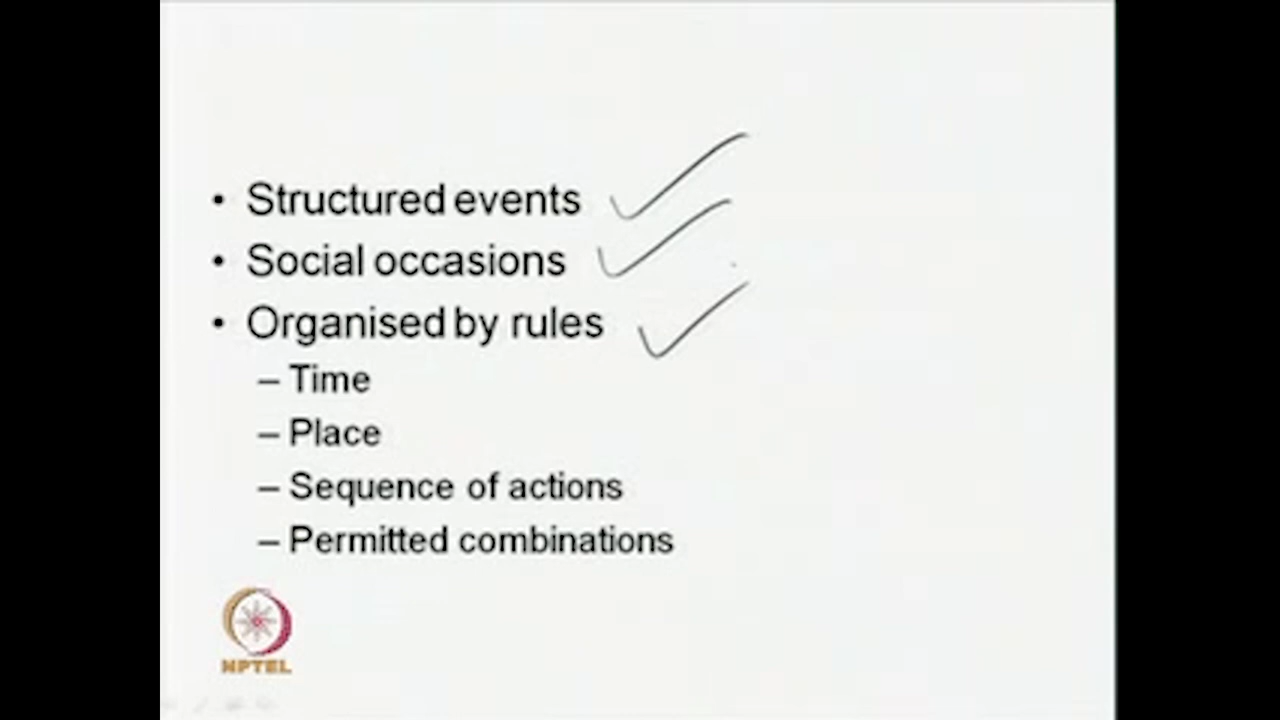 • Structured events
• Social occasions
• Organised by rules
– Time
– Place
– Sequence of actions
– Permitted combinations
NPTEL